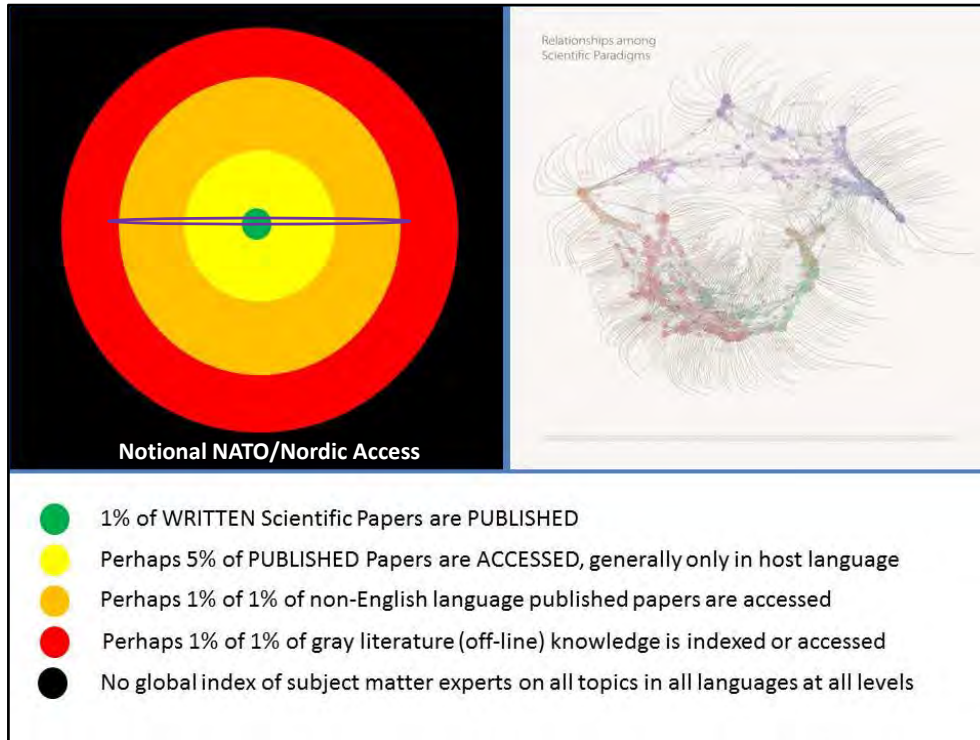 Relationships among
Scientific Paradigms
Notional NATO/Nordic Access
1% of WRITTEN Scientific Papers are PUBLISHED
Perhaps 5% of PUBLISHED Papers are ACCESSED, generally only in host language
Perhaps 1% of 1% of non-English language published papers are accessed
Perhaps 1% of 1% of gray literature (off-line) knowledge is indexed or accessed
No global index of subject matter experts on all topics in all languages at all levels